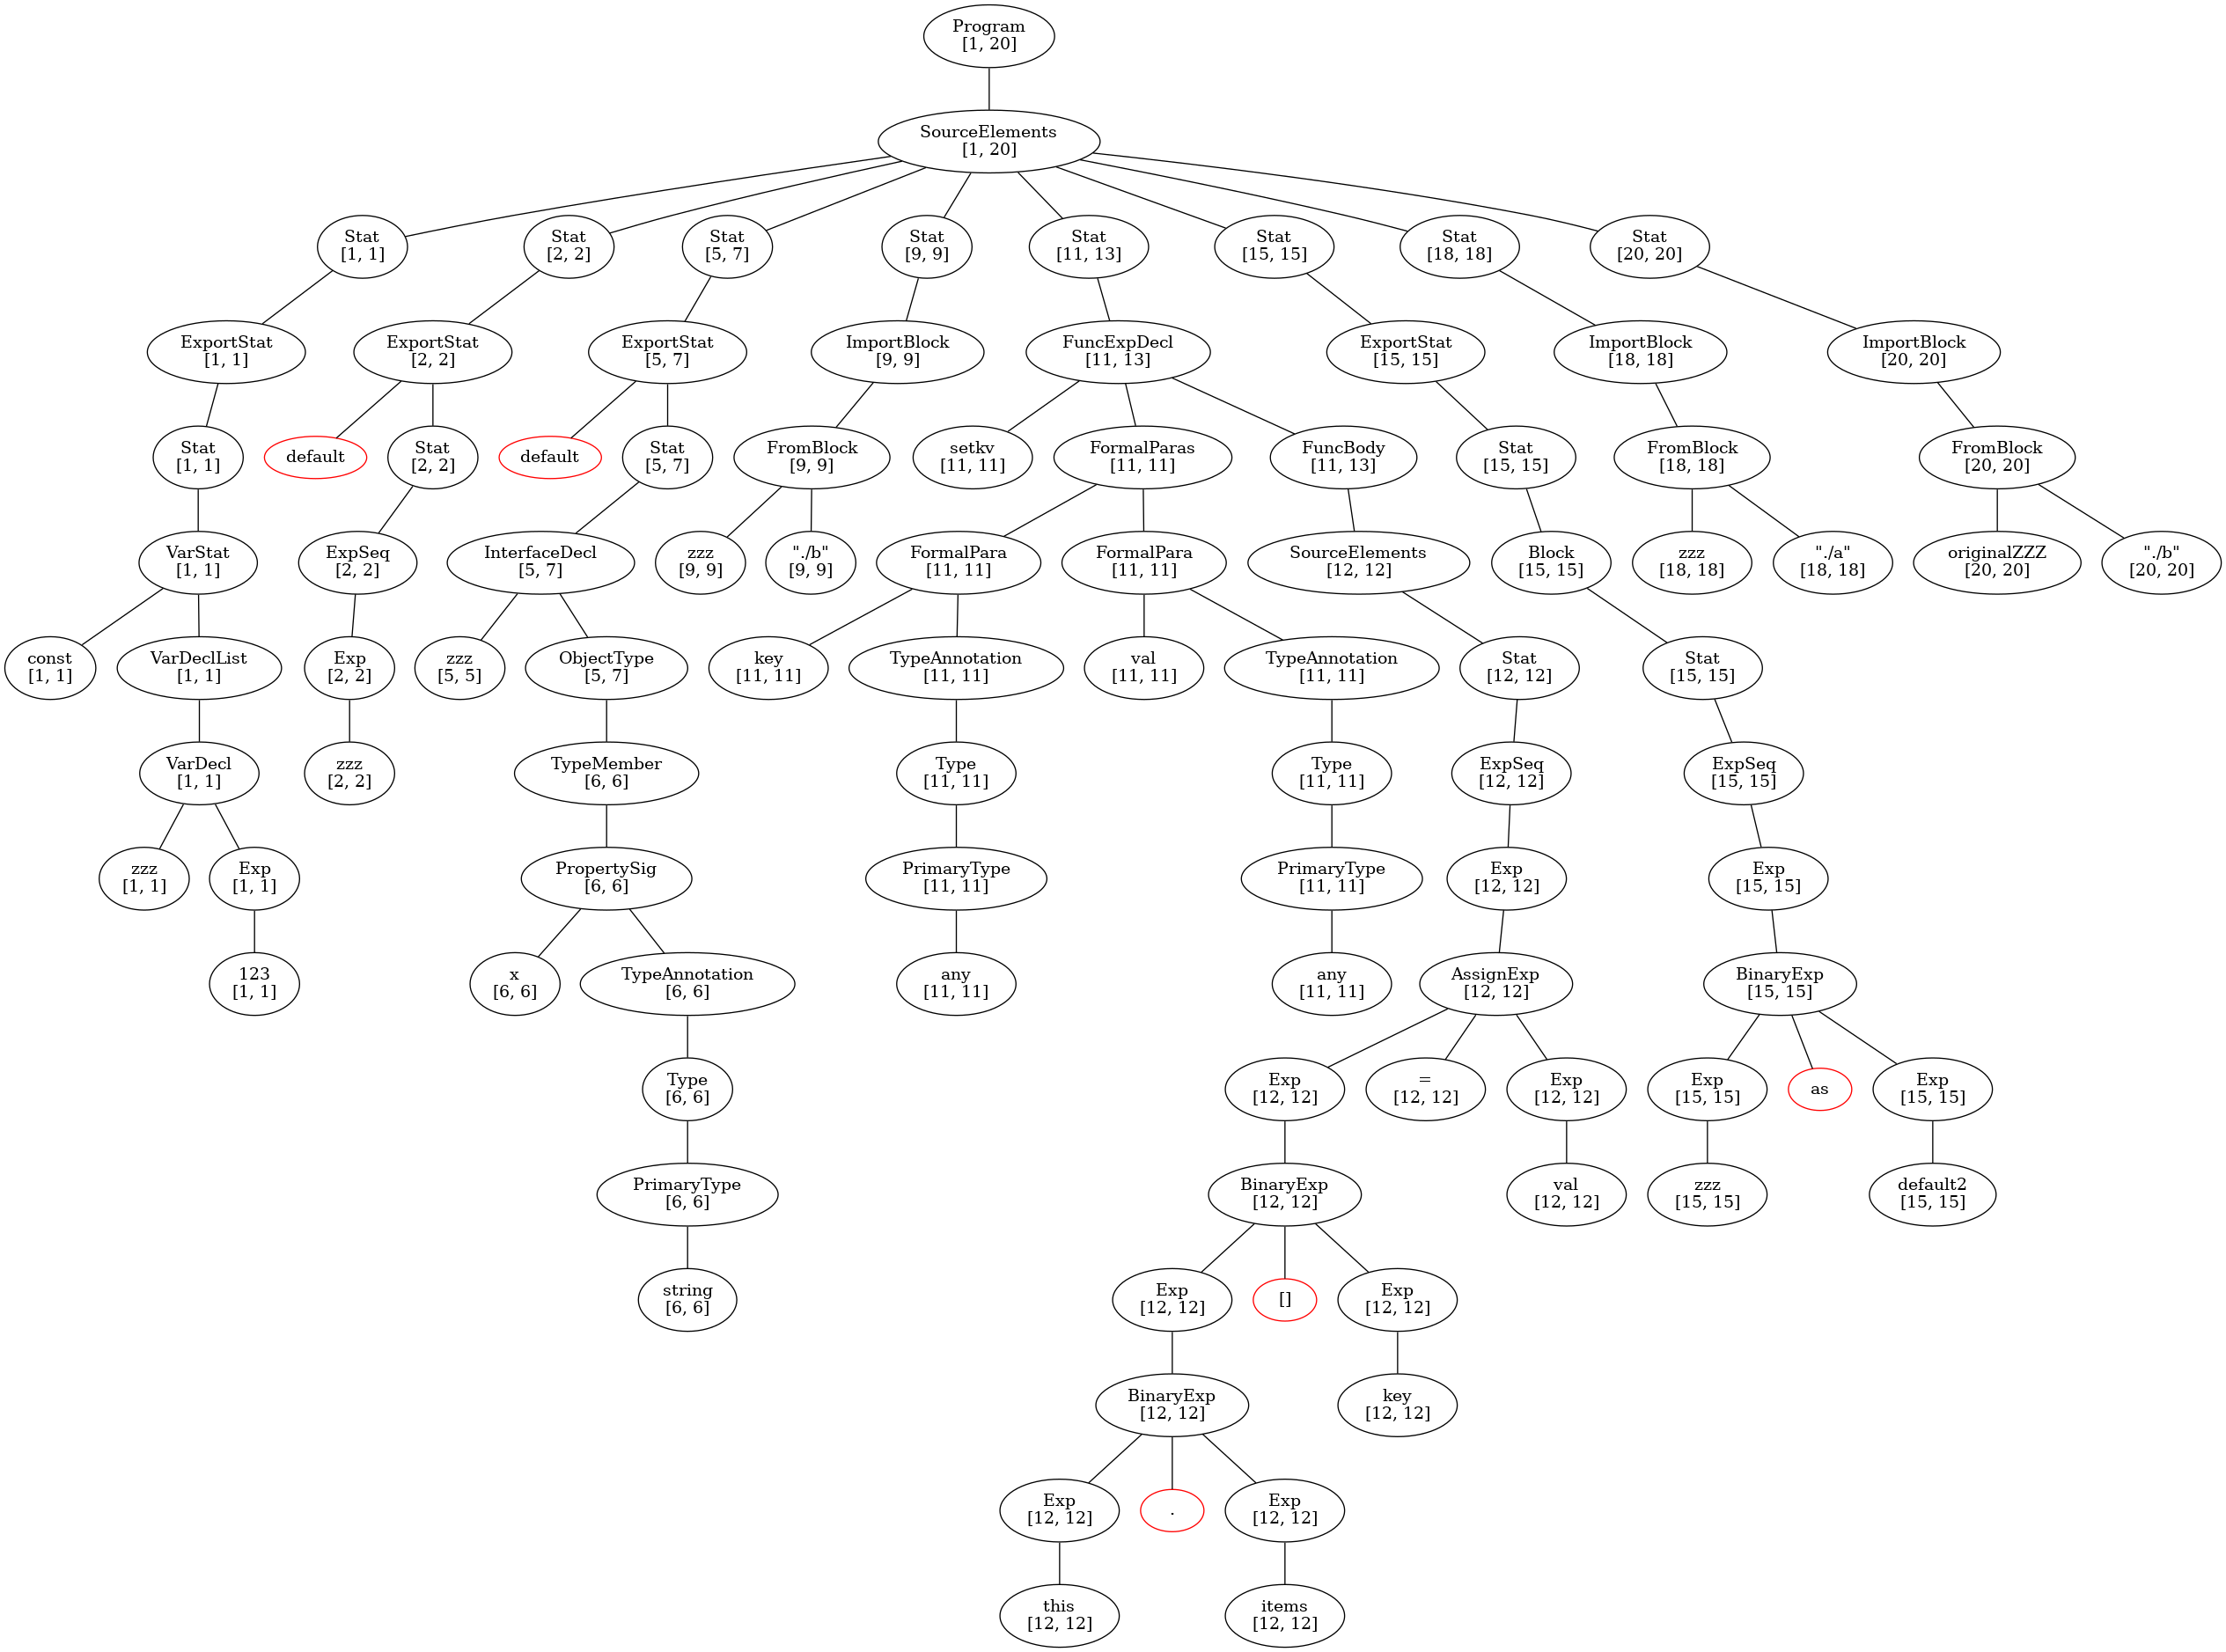 Program
[1, 20]
SourceElements
[1, 20]
Stat
[1, 1]
Stat
[2, 2]
Stat
[5, 7]
Stat
[9, 9]
Stat
[11, 13]
Stat
[15, 15]
Stat
[18, 18]
Stat
[20, 20]
ExportStat
[1, 1]
ExportStat
[2, 2]
ExportStat
[5, 7]
ImportBlock
[9, 9]
FuncExpDecl
[11, 13]
ExportStat
[15, 15]
ImportBlock
[18, 18]
ImportBlock
[20, 20]
Stat
[1, 1]
default
Stat
[2, 2]
default
Stat
[5, 7]
FromBlock
[9, 9]
setkv
[11, 11]
FormalParas
[11, 11]
FuncBody
[11, 13]
Stat
[15, 15]
FromBlock
[18, 18]
FromBlock
[20, 20]
VarStat
[1, 1]
ExpSeq
[2, 2]
InterfaceDecl
[5, 7]
zzz
[9, 9]
"./b"
[9, 9]
FormalPara
[11, 11]
FormalPara
[11, 11]
SourceElements
[12, 12]
Block
[15, 15]
zzz
[18, 18]
"./a"
[18, 18]
originalZZZ
[20, 20]
"./b"
[20, 20]
const
[1, 1]
VarDeclList
[1, 1]
Exp
[2, 2]
zzz
[5, 5]
ObjectType
[5, 7]
key
[11, 11]
TypeAnnotation
[11, 11]
val
[11, 11]
TypeAnnotation
[11, 11]
Stat
[12, 12]
Stat
[15, 15]
VarDecl
[1, 1]
zzz
[2, 2]
TypeMember
[6, 6]
Type
[11, 11]
Type
[11, 11]
ExpSeq
[12, 12]
ExpSeq
[15, 15]
zzz
[1, 1]
Exp
[1, 1]
PropertySig
[6, 6]
PrimaryType
[11, 11]
PrimaryType
[11, 11]
Exp
[12, 12]
Exp
[15, 15]
123
[1, 1]
x
[6, 6]
TypeAnnotation
[6, 6]
any
[11, 11]
any
[11, 11]
AssignExp
[12, 12]
BinaryExp
[15, 15]
Type
[6, 6]
Exp
[12, 12]
=
[12, 12]
Exp
[12, 12]
Exp
[15, 15]
as
Exp
[15, 15]
PrimaryType
[6, 6]
BinaryExp
[12, 12]
val
[12, 12]
zzz
[15, 15]
default2
[15, 15]
string
[6, 6]
Exp
[12, 12]
[]
Exp
[12, 12]
BinaryExp
[12, 12]
key
[12, 12]
Exp
[12, 12]
.
Exp
[12, 12]
this
[12, 12]
items
[12, 12]